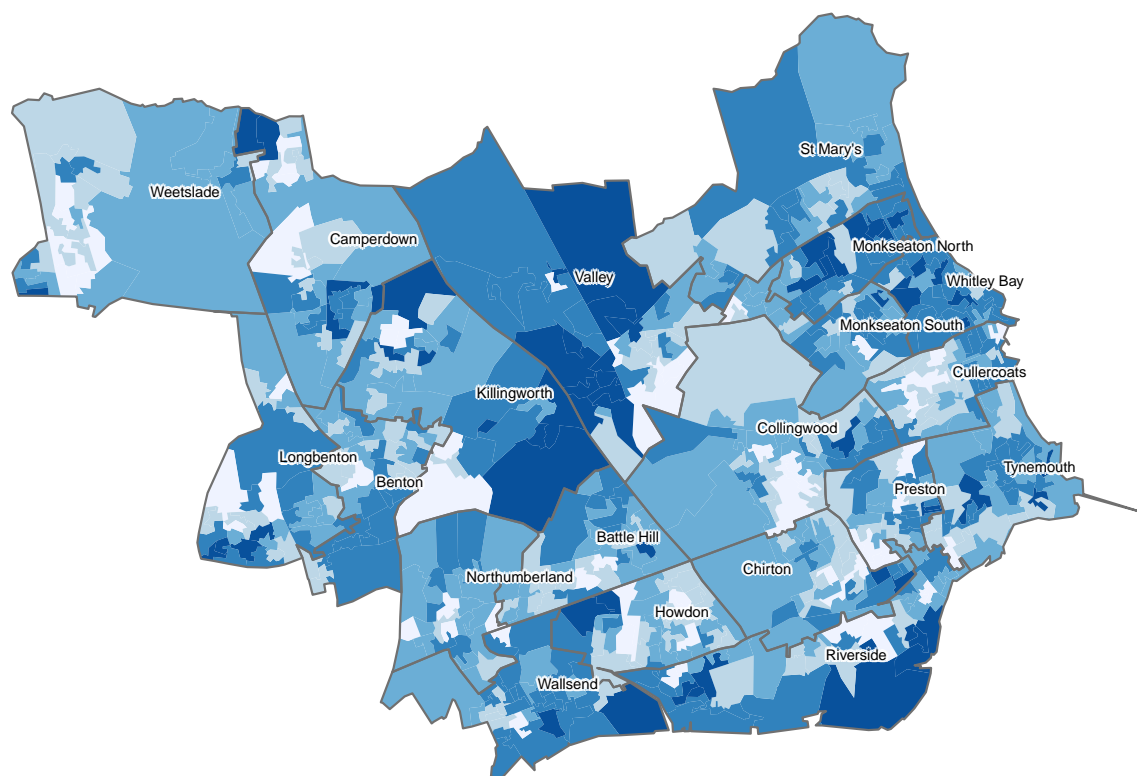 St Mary's
Weetslade
Camperdown
Monkseaton North
Valley
Whitley Bay
Monkseaton South
Cullercoats
Killingworth
Collingwood
Longbenton
Tynemouth
Benton
Preston
Battle Hill
Chirton
Northumberland
Howdon
Riverside
Wallsend